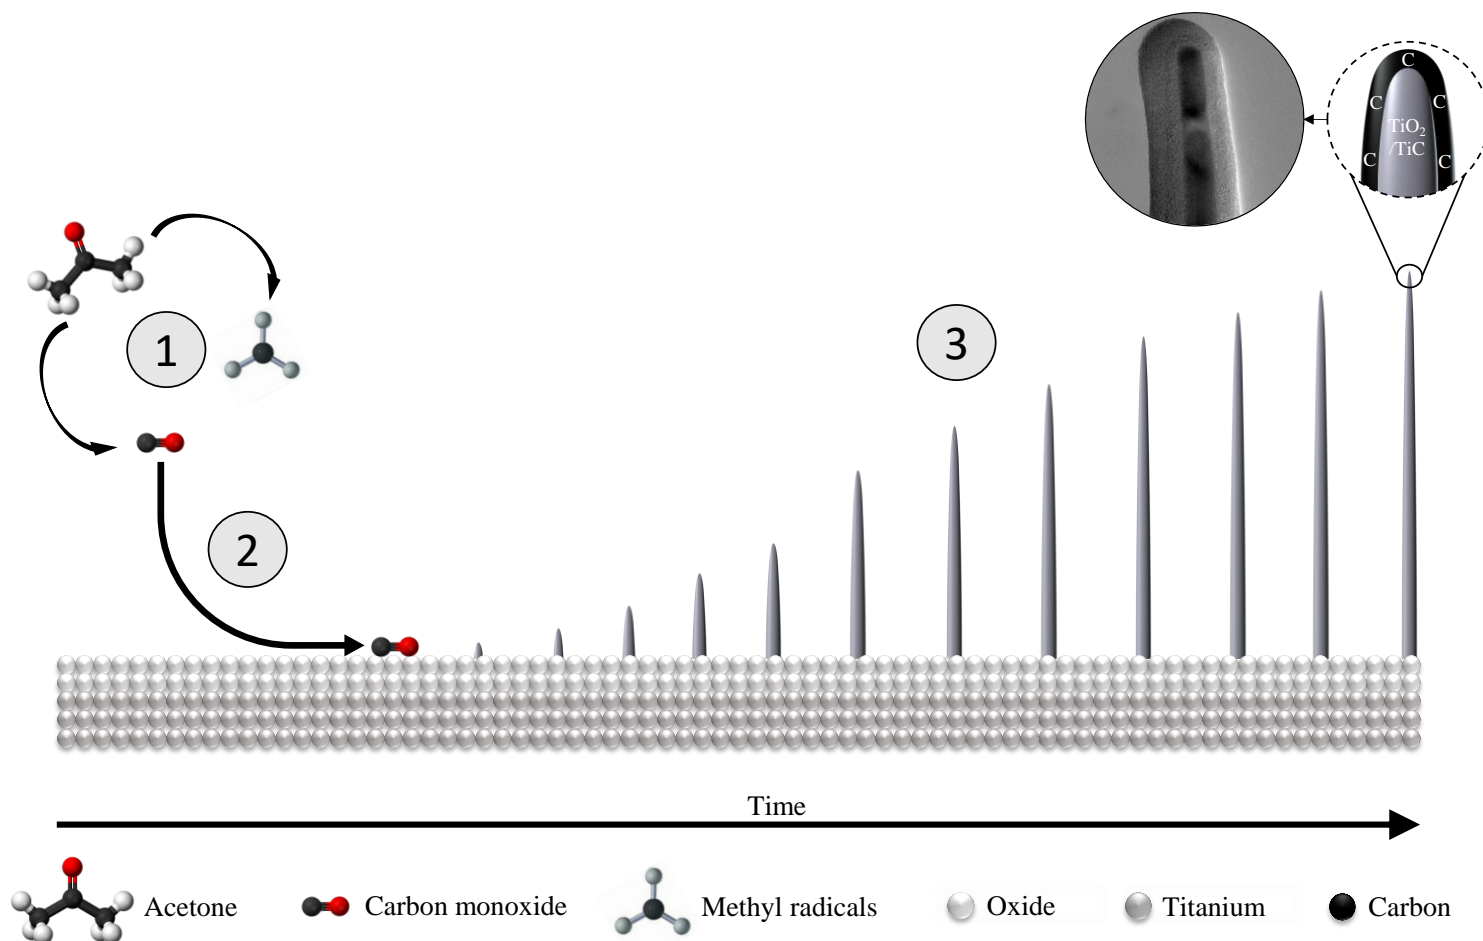 C
C
C
TiO2
/TiC
C
C
1
3
2
Time
Acetone
Carbon monoxide
Methyl radicals
Oxide
Titanium
Carbon